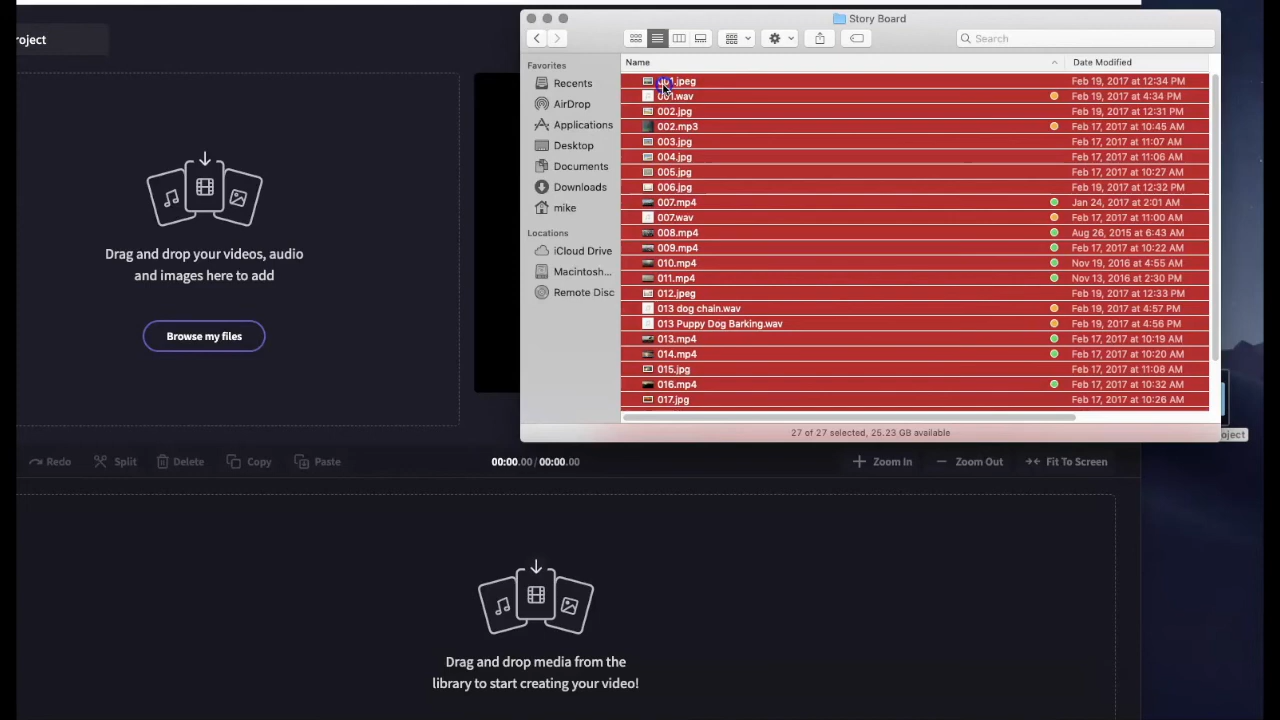 roject
Story Board
Search
Favorites
Recents
AirDrop
Applications
Desktop
Documents
Downloads
mike
Locations
iCloud Drive
Macintosh...
Remote Disc
Name
Date Modified
001.jpeg Feb 19, 2017 at 12:34 PM
001.wav Feb 19, 2017 at 4:34 PM
002.jpg Feb 19, 2017 at 12:31 PM
002.mp3 Feb 17, 2017 at 10:45 AM
003.jpg Feb 17, 2017 at 11:07 AM
004.jpg Feb 17, 2017 at 11:06 AM
005.jpg Feb 17, 2017 at 10:27 AM
006.jpg Feb 19, 2017 at 12:32 PM
007.mp4 Jan 24, 2017 at 2:01 AM
007.wav Feb 17, 2017 at 11:00 AM
008.mp4 Aug 26, 2015 at 6:43 AM
009.mp4 Feb 17, 2017 at 10:22 AM
010.mp4 Nov 19, 2016 at 4:55 AM
011.mp4 Nov 13, 2016 at 2:30 PM
012.jpeg Feb 19, 2017 at 12:33 PM
013 dog chain.wav Feb 19, 2017 at 4:57 PM
013 Puppy Dog Barking.wav Feb 19, 2017 at 4:56 PM
013.mp4 Feb 17, 2017 at 10:19 AM
014.mp4 Feb 17, 2017 at 10:20 AM
015.jpg Feb 17, 2017 at 11:08 AM
016.mp4 Feb 17, 2017 at 10:32 AM
017.jpg Feb 17, 2017 at 10:26 AM
27 of 27 selected, 25.23 GB available
oject
Drag and drop your videos, audio
and images here to add
Browse my files
Redo Split Delete Copy Paste 00:00.00 / 00:00.00 Zoom In Zoom Out Fit To Screen
Drag and drop media from the
library to start creating your video!